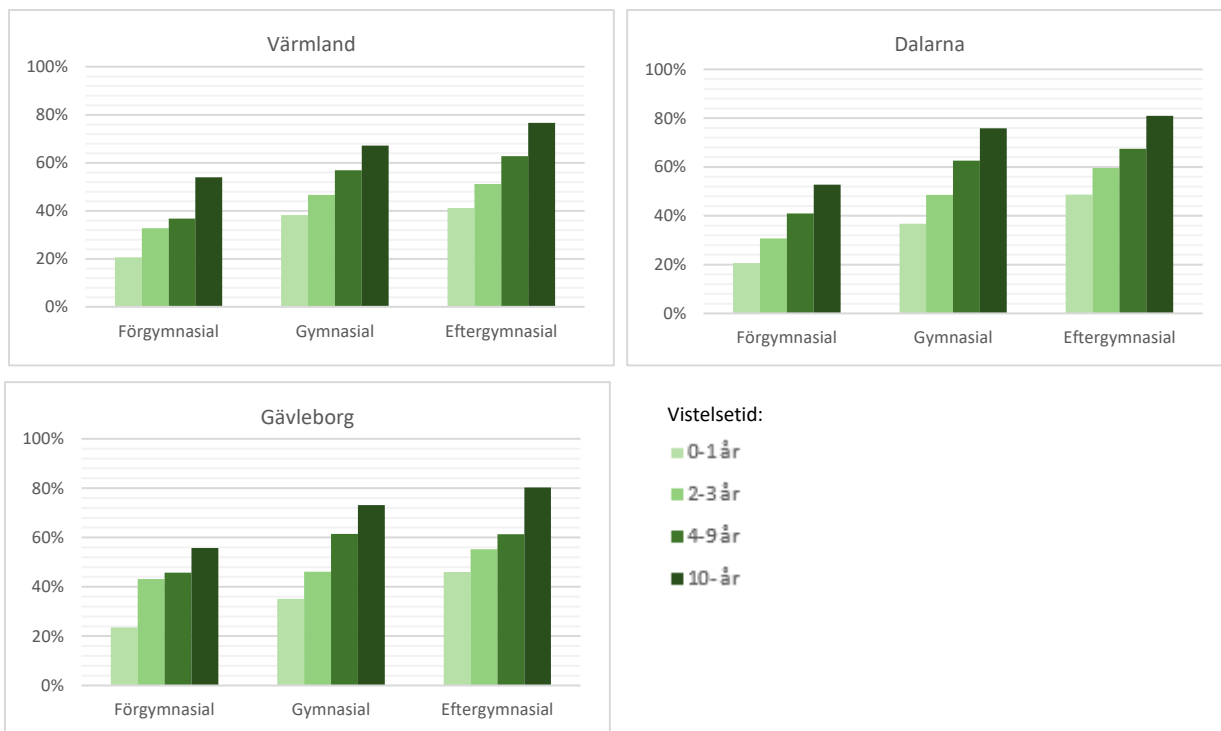 Värmland
100%
80%
60%
40%
20%
0%
Förgymnasial Gymnasial Eftergymnasial
Dalarna
100%
80%
60%
40%
20%
0%
Förgymnasial Gymnasial Eftergymnasial
Gävleborg
100%
80%
60%
40%
20%
0%
Förgymnasial Gymnasial Eftergymnasial
Vistelsetid:
0-1 år
2-3 år
4-9 år
10- år